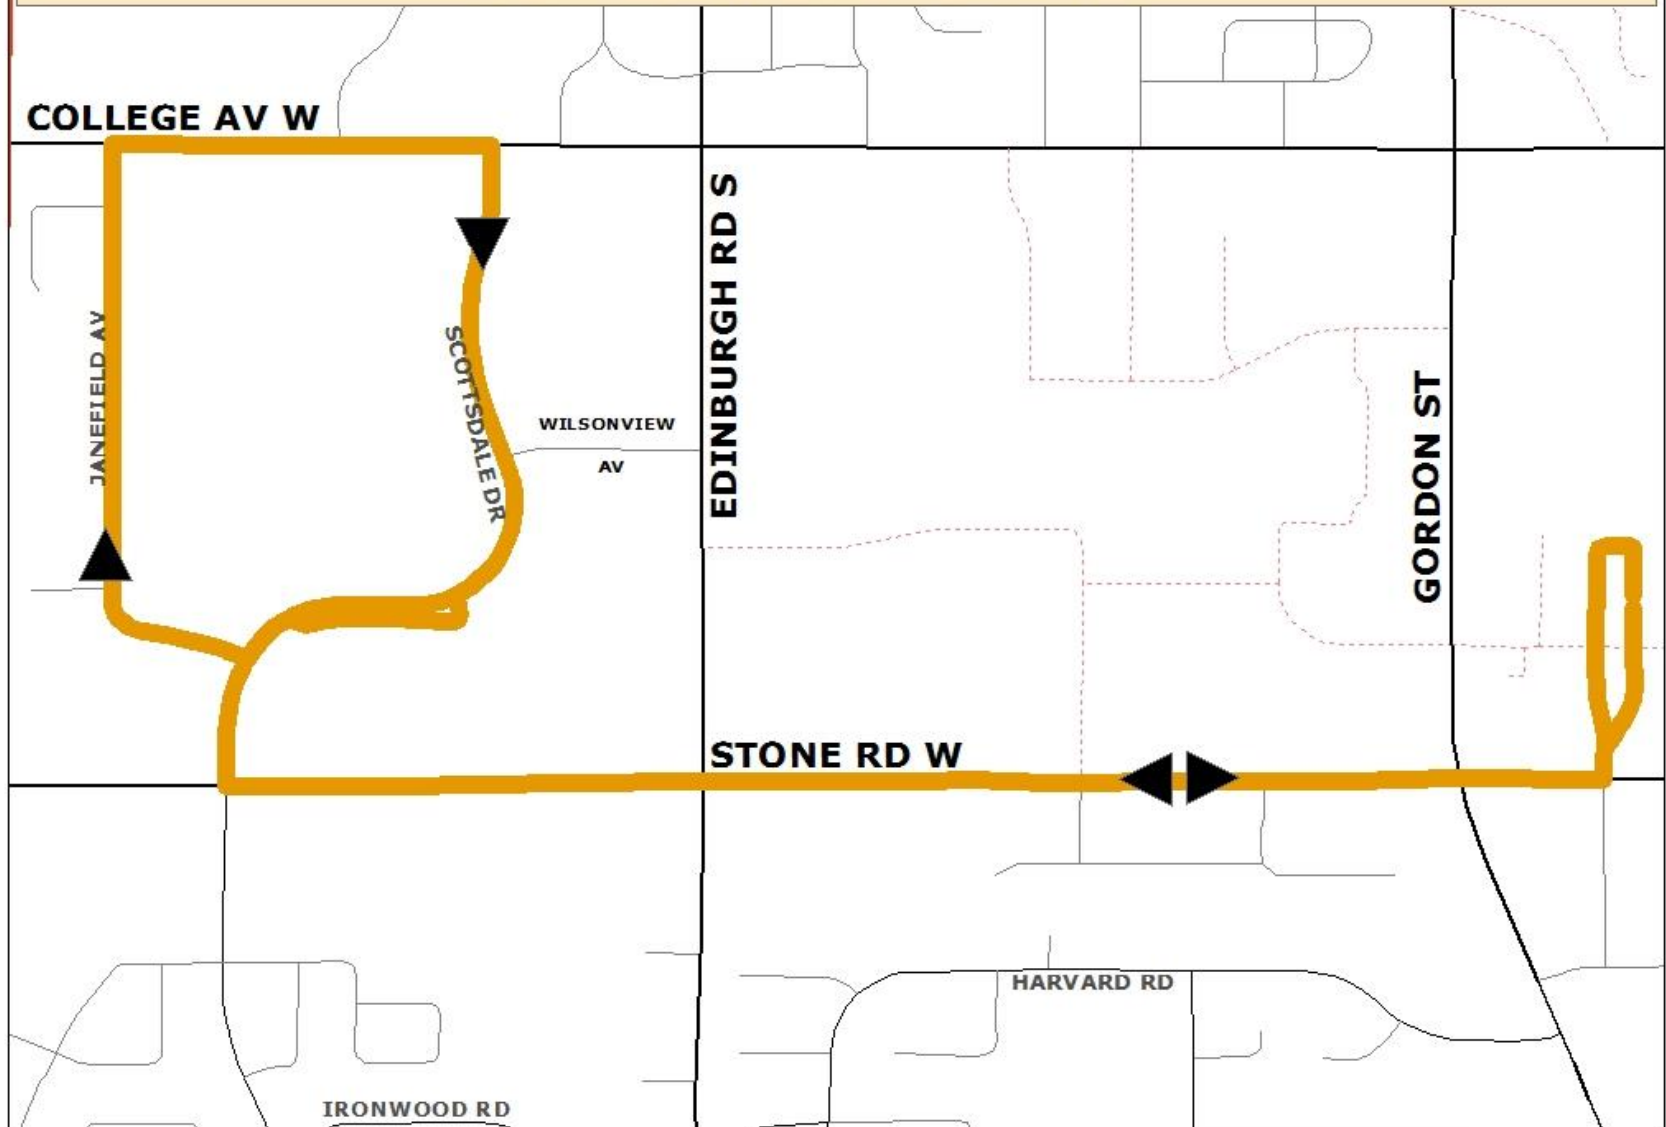 COLLEGE AV W
JANEFIELD AV
SCOTTSDALE DR
WILSONVIEW
AV
EDINBURGH RD S
GORDON ST
STONE RD W
HARVARD RD
IRONWOOD RD